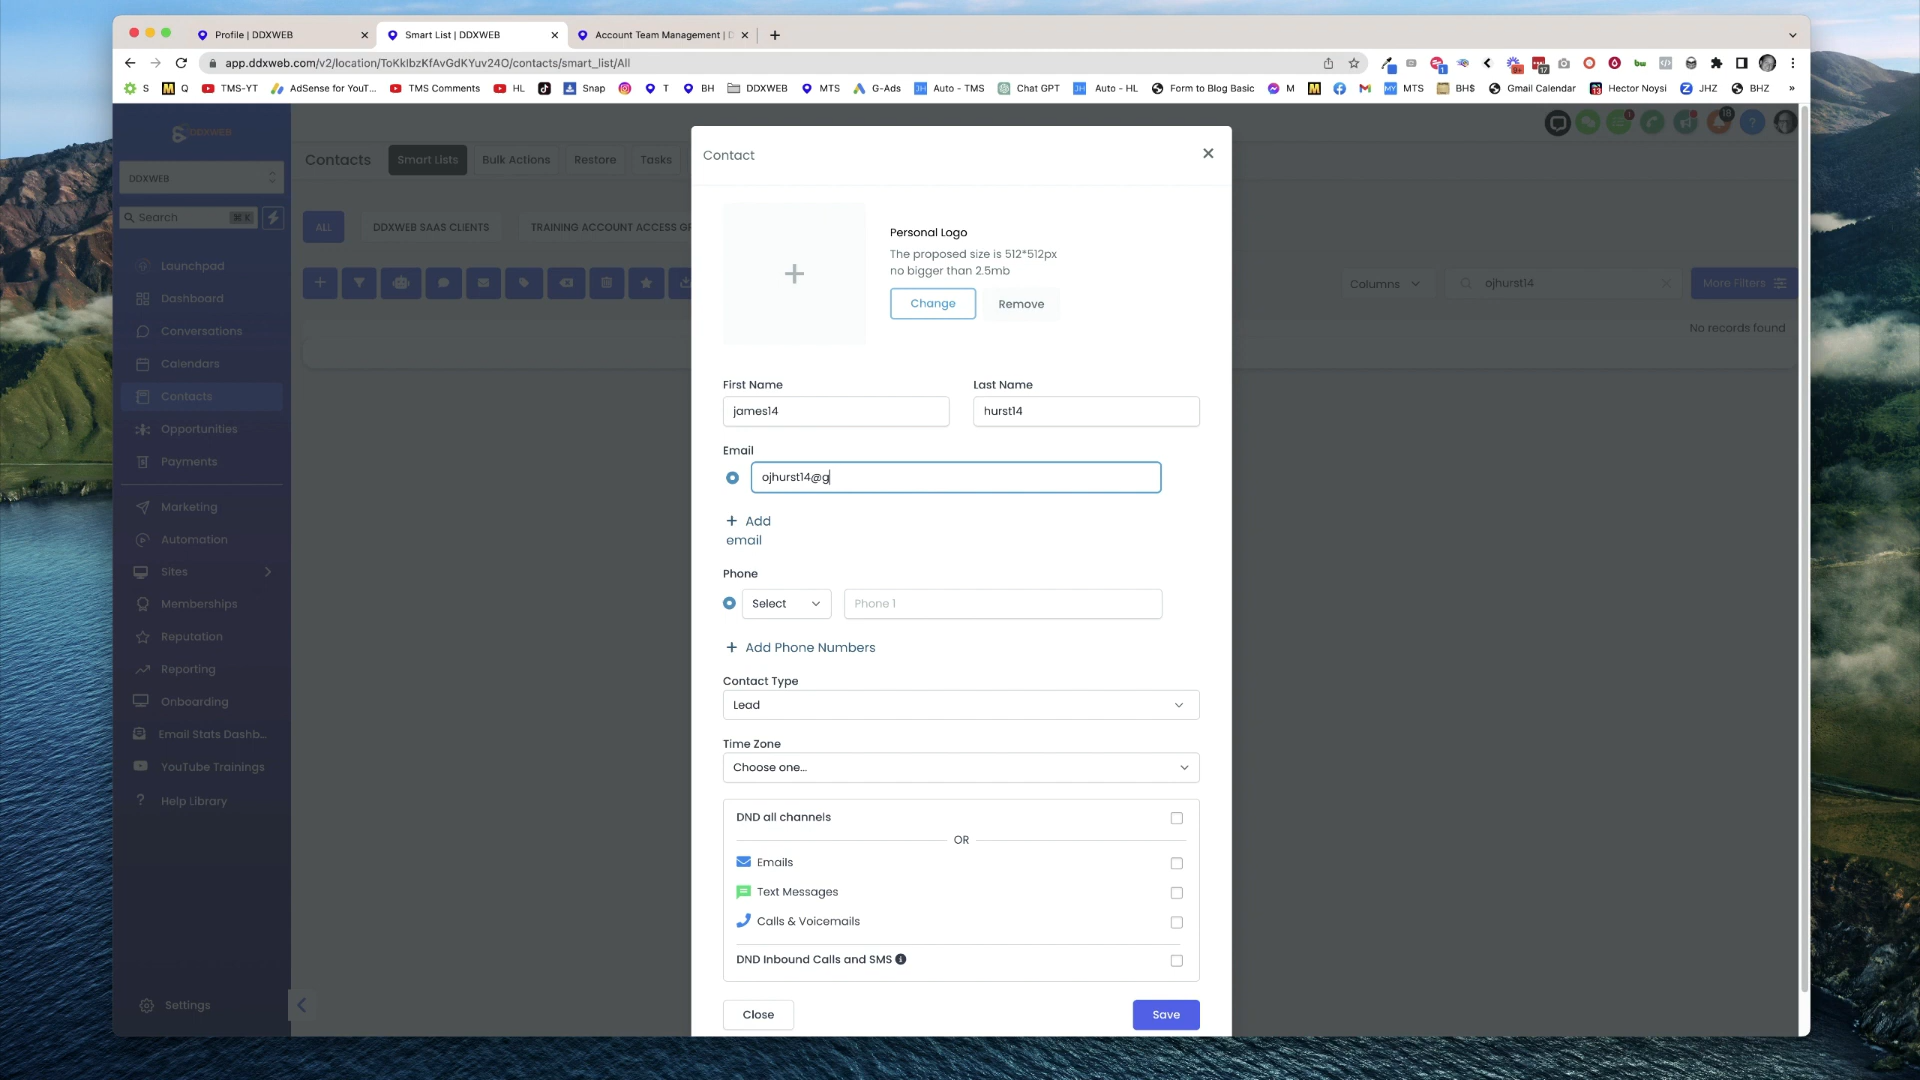 Profile | DDXWEB
Smart List | DDXWEB
Account Team Management | D
app.ddxweb.com/v2/location/ToKkIbzKfAvGdKYuv24O/contacts/smart_list/All
S
Q
TMS-YT
AdSense for YouT...
TMS Comments
HL
Snap
T
BH
DDXWEB
MTS
G-Ads
Auto - TMS
Chat GPT
Auto - HL
Form to Blog Basic
M
MTS
BH$
Gmail Calendar
Hector Noysi
JHZ
BHZ
»
DDXWEB
DDXWEB
Search
⌘ K
Launchpad
Dashboard
Conversations
Calendars
Contacts
Opportunities
Payments
Marketing
Automation
Sites
Memberships
Reputation
Reporting
Onboarding
Email Stats Dashb...
YouTube Trainings
Help Library
Settings
Contacts
Smart Lists
Bulk Actions
Restore
Tasks
ALL
DDXWEB SAAS CLIENTS
TRAINING ACCOUNT ACCESS GR
Columns
ojhurst14
More Filters
No records found
Contact
Personal Logo
The proposed size is 512*512px
no bigger than 2.5mb
Change
Remove
First Name
Last Name
james14
hurst14
Email
ojhurst14@g
+ Add
email
Phone
Select
Phone 1
+ Add Phone Numbers
Contact Type
Lead
Time Zone
Choose one...
DND all channels
OR
Emails
Text Messages
Calls & Voicemails
DND Inbound Calls and SMS
Close
Save